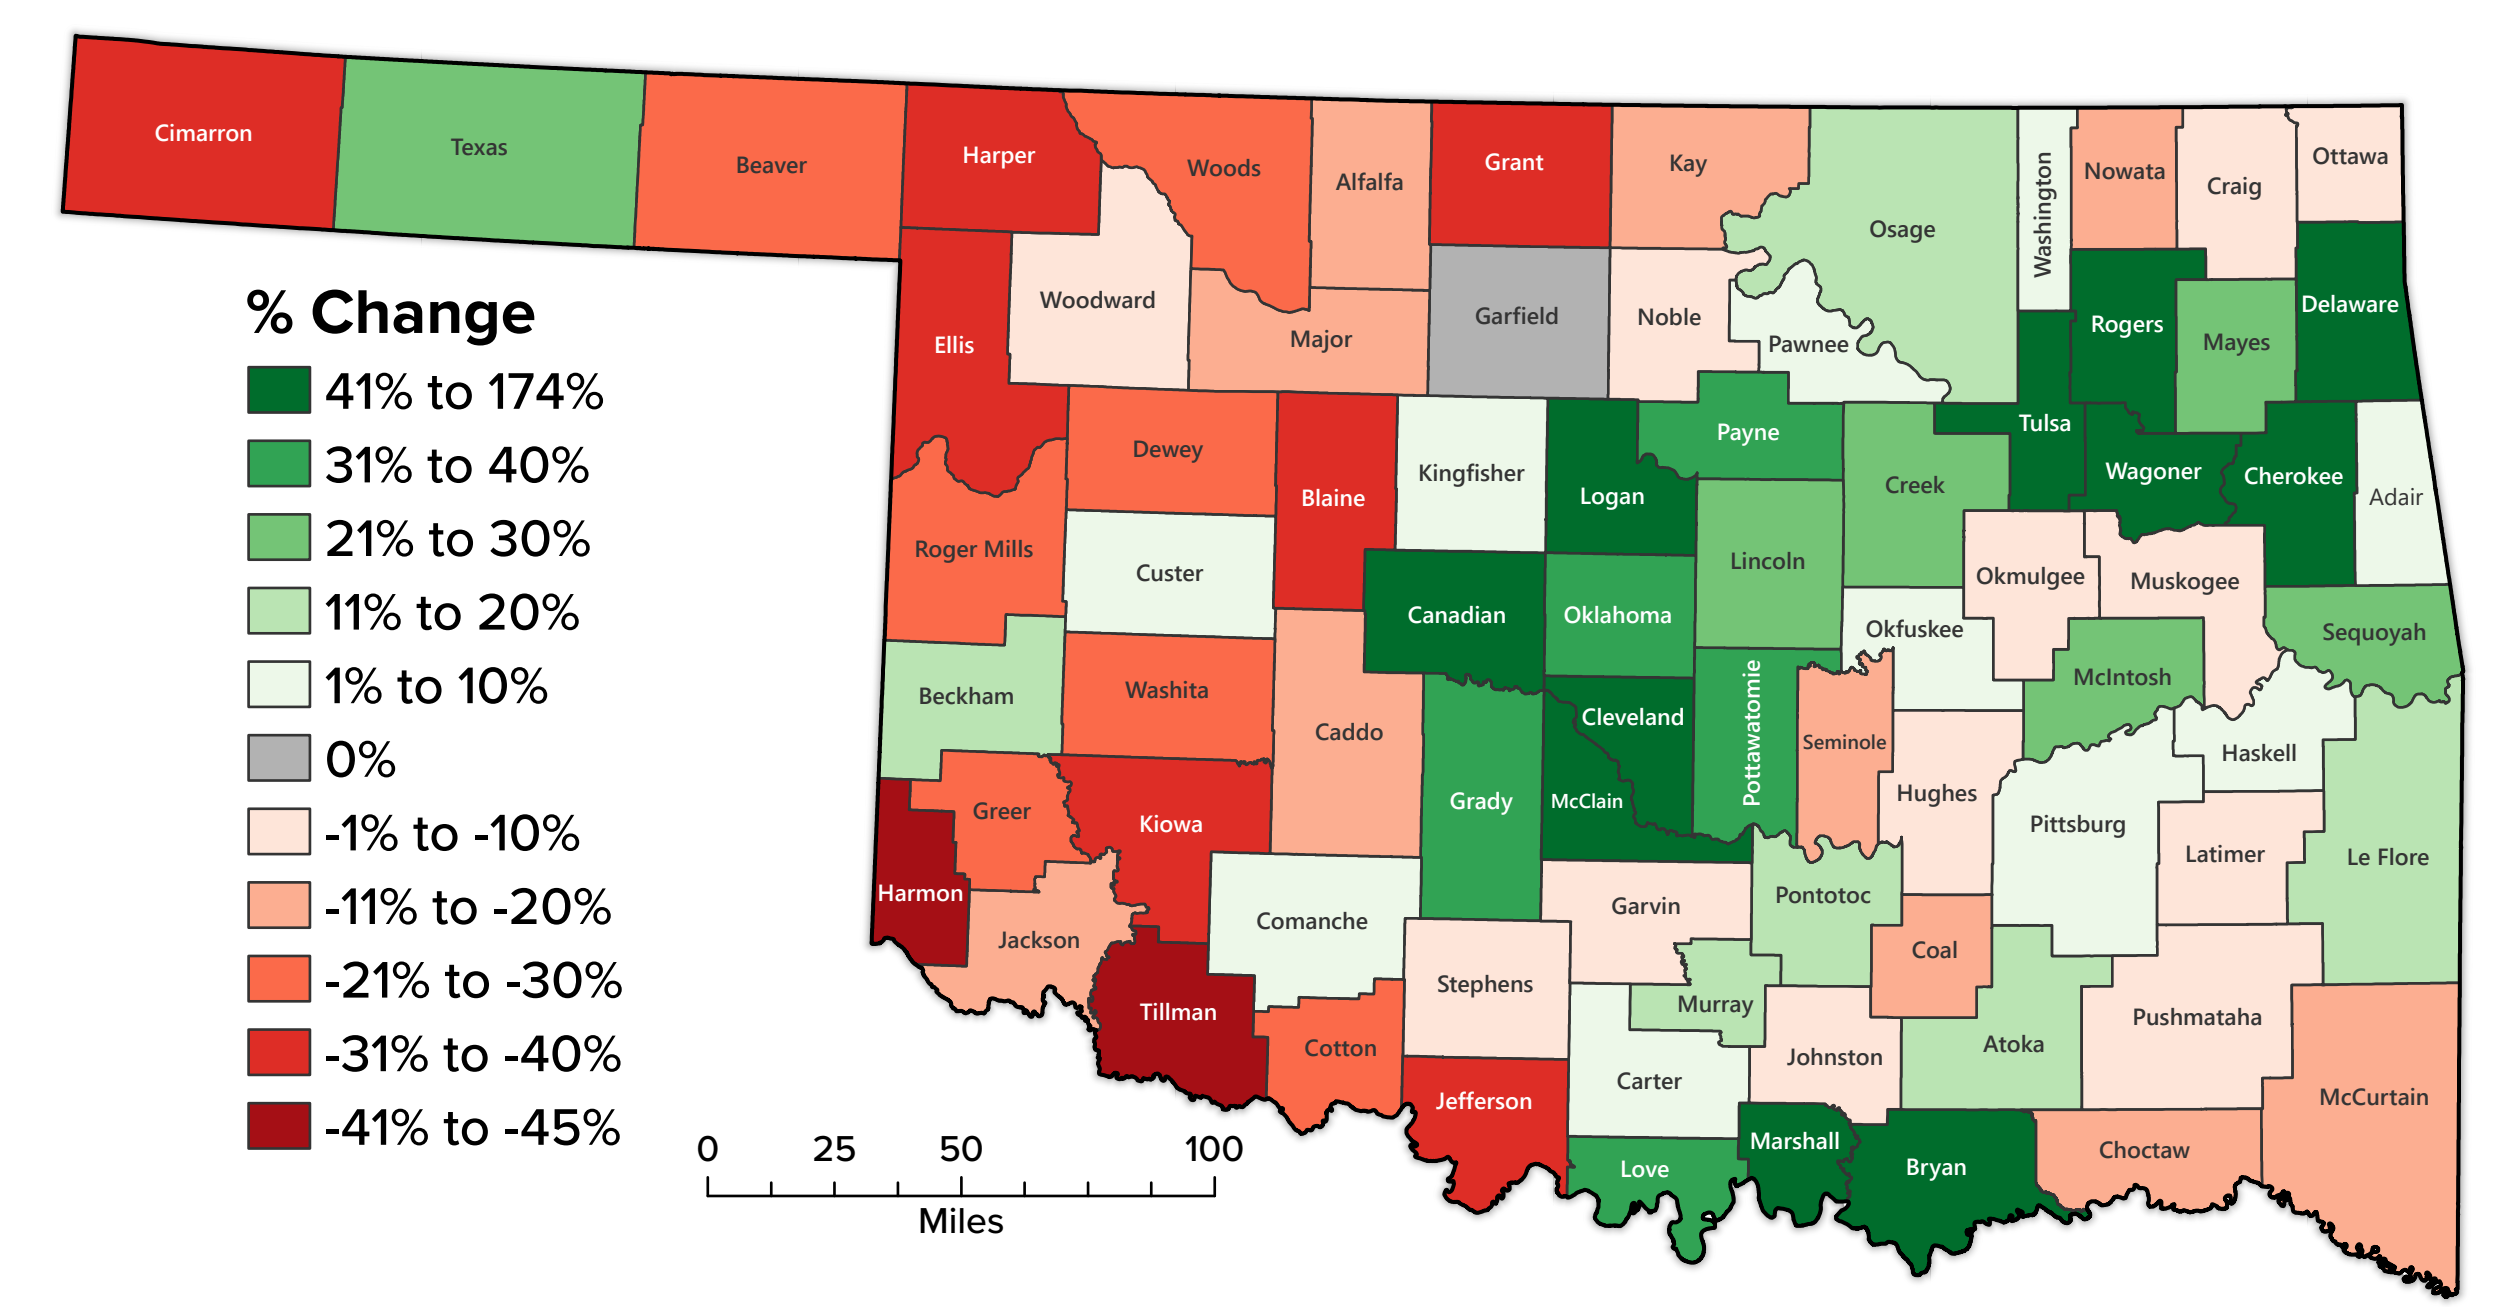 Cimarron
Texas
Beaver
Harper
Woods
Alfalfa
Grant
Kay
Osage
Washington
Nowata
Craig
Ottawa
Woodward
Ellis
Major
Garfield
Noble
Pawnee
Rogers
Mayes
Delaware
Dewey
Blaine
Kingfisher
Logan
Payne
Creek
Tulsa
Wagoner
Cherokee
Adair
Roger Mills
Custer
Canadian
Oklahoma
Lincoln
Okfuskee
Okmulgee
Muskogee
Sequoyah
McIntosh
Beckham
Washita
Caddo
Grady
Cleveland
McClain
Pottawatomie
Seminole
Hughes
Pittsburg
Haskell
Latimer
Le Flore
Greer
Kiowa
Harmon
Jackson
Comanche
Stephens
Garvin
Pontotoc
Coal
Murray
Tillman
Cotton
Jefferson
Carter
Johnston
Atoka
Pushmataha
McCurtain
Love
Marshall
Bryan
Choctaw
% Change
41% to 174%
31% to 40%
21% to 30%
11% to 20%
1% to 10%
0%
-1% to -10%
-11% to -20%
-21% to -30%
-31% to -40%
-41% to -45%
0 25 50 100
Miles